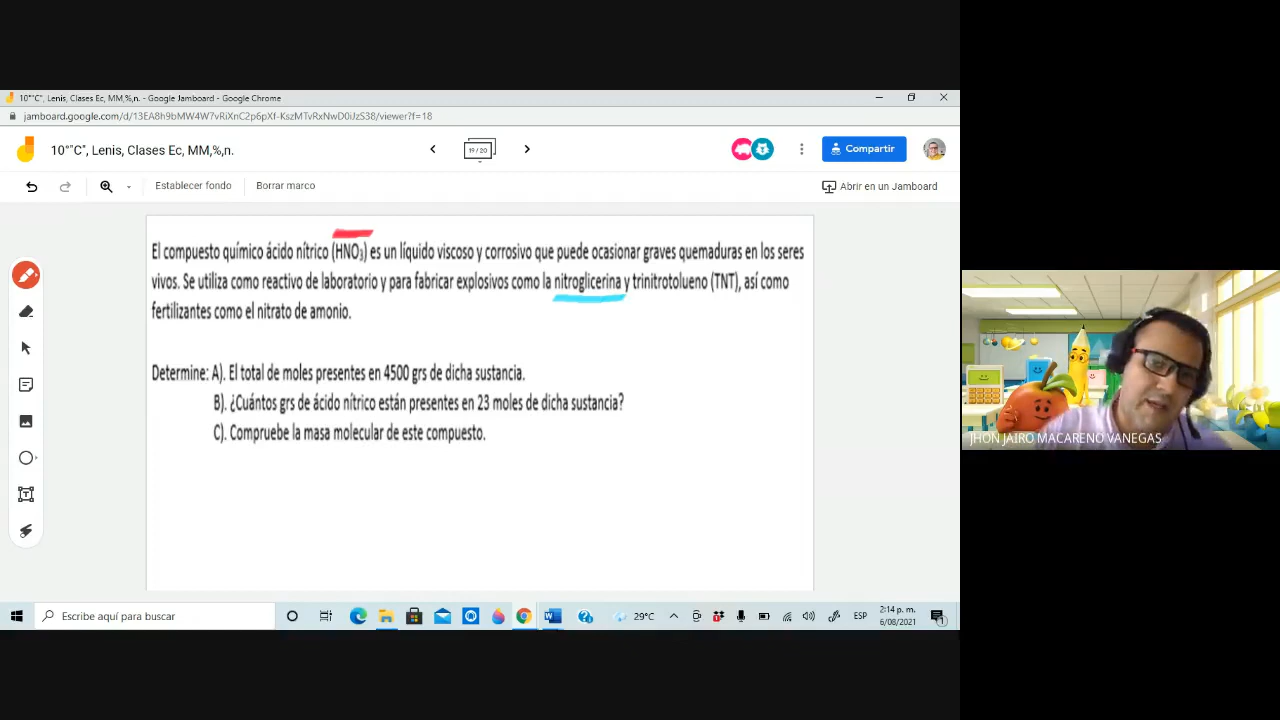 10°"C", Lenis, Clases Ec, MM,%,n. - Google Jamboard - Google Chrome
jamboard.google.com/d/13EA8h9bMW4W7vRiXnC2p6pXf-KszMTvRxNwD0iJzS38/viewer?f=18
10°"C", Lenis, Clases Ec, MM,%,n.
19 / 20
Compartir
Establecer fondo
Borrar marco
Abrir en un Jamboard
El compuesto químico ácido nítrico (HNO₃) es un líquido viscoso y corrosivo que puede ocasionar graves quemaduras en los seres
vivos. Se utiliza como reactivo de laboratorio y para fabricar explosivos como la nitroglicerina y trinitrotolueno (TNT), así como
fertilizantes como el nitrato de amonio.
Determine: A). El total de moles presentes en 4500 grs de dicha sustancia.
B). ¿Cuántos grs de ácido nítrico están presentes en 23 moles de dicha sustancia?
C). Compruebe la masa molecular de este compuesto.
JHON JAIRO MACARENO VANEGAS
Escribe aquí para buscar
29°C
ESP
2:14 p. m.
6/08/2021